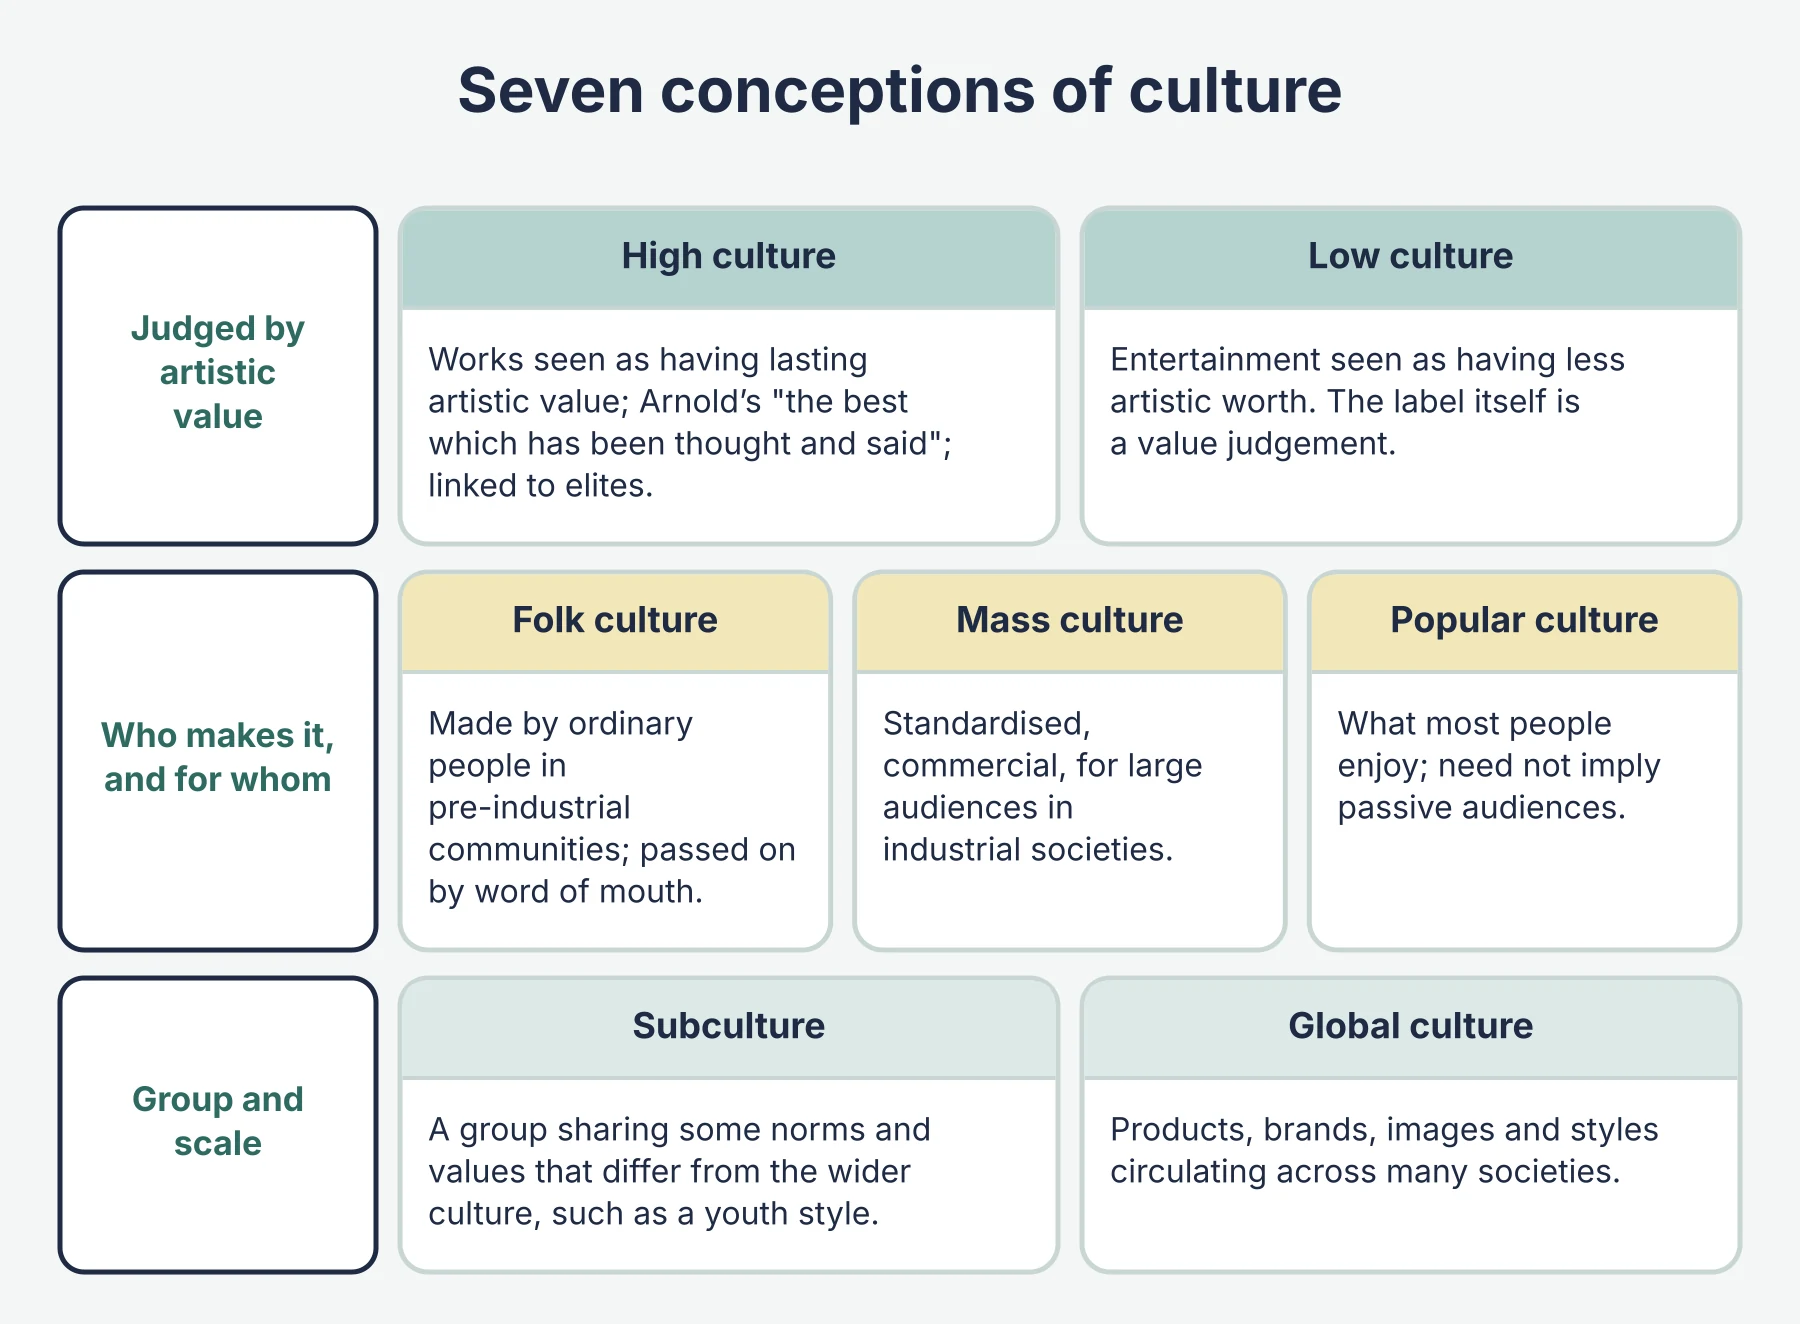 Seven conceptions of culture
Judged by
artistic
value
High culture
Works seen as having lasting
artistic value; Arnold’s "the best
which has been thought and said";
linked to elites.
Low culture
Entertainment seen as having less
artistic worth. The label itself is
a value judgement.
Who makes it,
and for whom
Folk culture
Made by ordinary
people in
pre-industrial
communities; passed on
by word of mouth.
Mass culture
Standardised,
commercial, for large
audiences in
industrial societies.
Popular culture
What most people
enjoy; need not imply
passive audiences.
Group and
scale
Subculture
A group sharing some norms and
values that differ from the wider
culture, such as a youth style.
Global culture
Products, brands, images and styles
circulating across many societies.